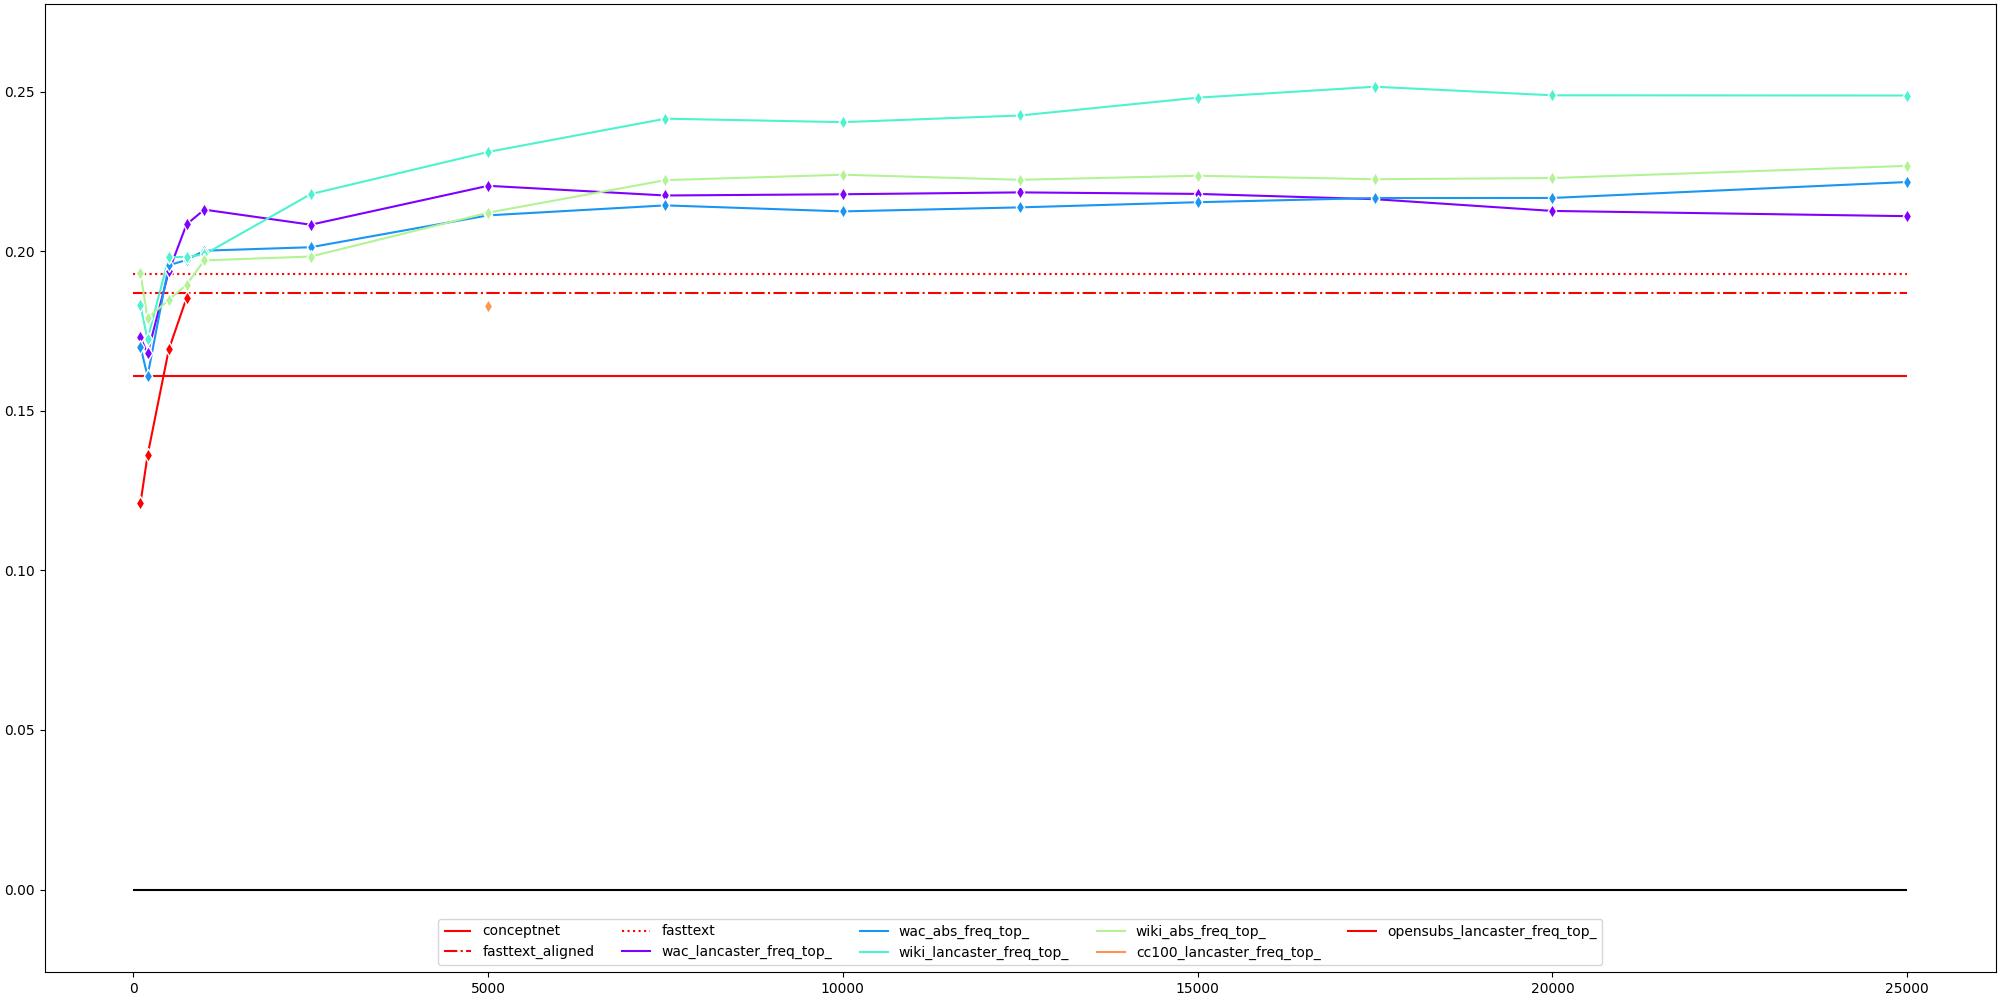 0.25
0.20
0.15
0.10
0.05
0.00
conceptnet
fasttext_aligned
fasttext
wac_lancaster_freq_top_
wac_abs_freq_top_
wiki_lancaster_freq_top_
wiki_abs_freq_top_
cc100_lancaster_freq_top_
opensubs_lancaster_freq_top_
0 5000 10000 15000 20000 25000